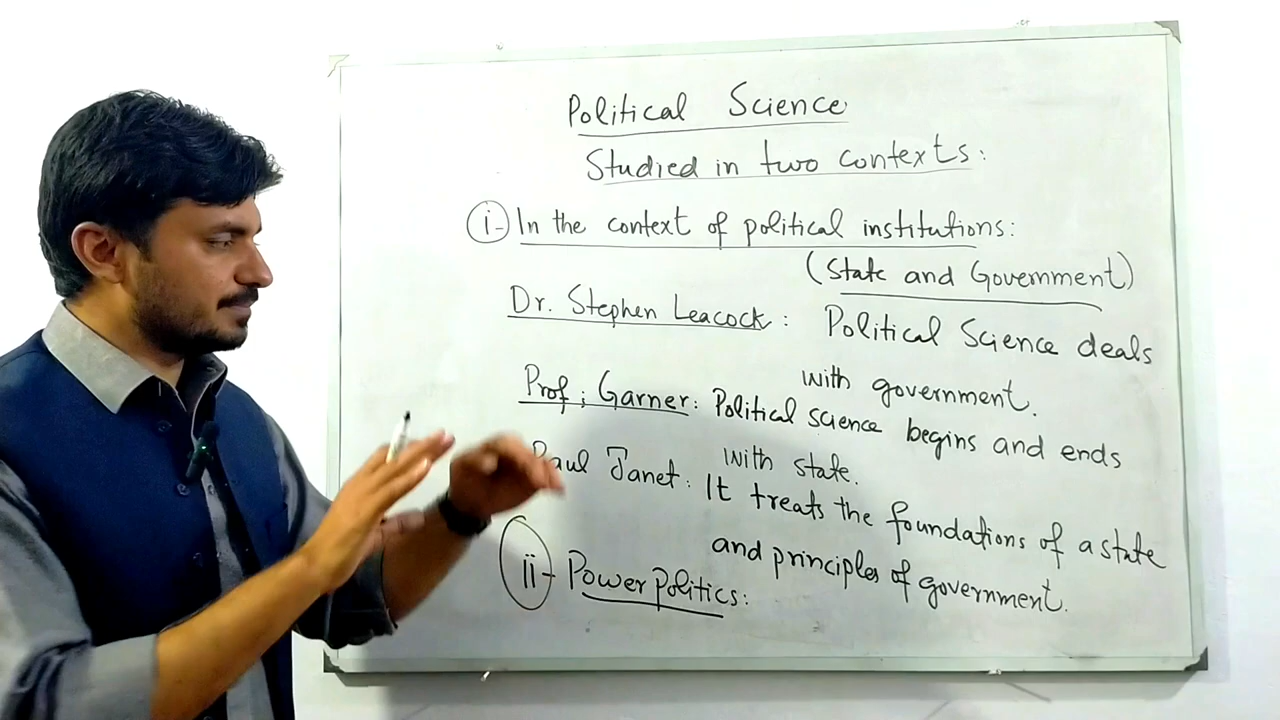 Political Science
Studied in two contexts:
i- In the context of political institutions:
(State and Government)
Dr. Stephen Leacock: Political Science deals
with government.
Prof; Garner: Political science begins and ends
with state.
Paul Janet: It treats the foundations of a state
and principles of government.
ii- Power Politics: